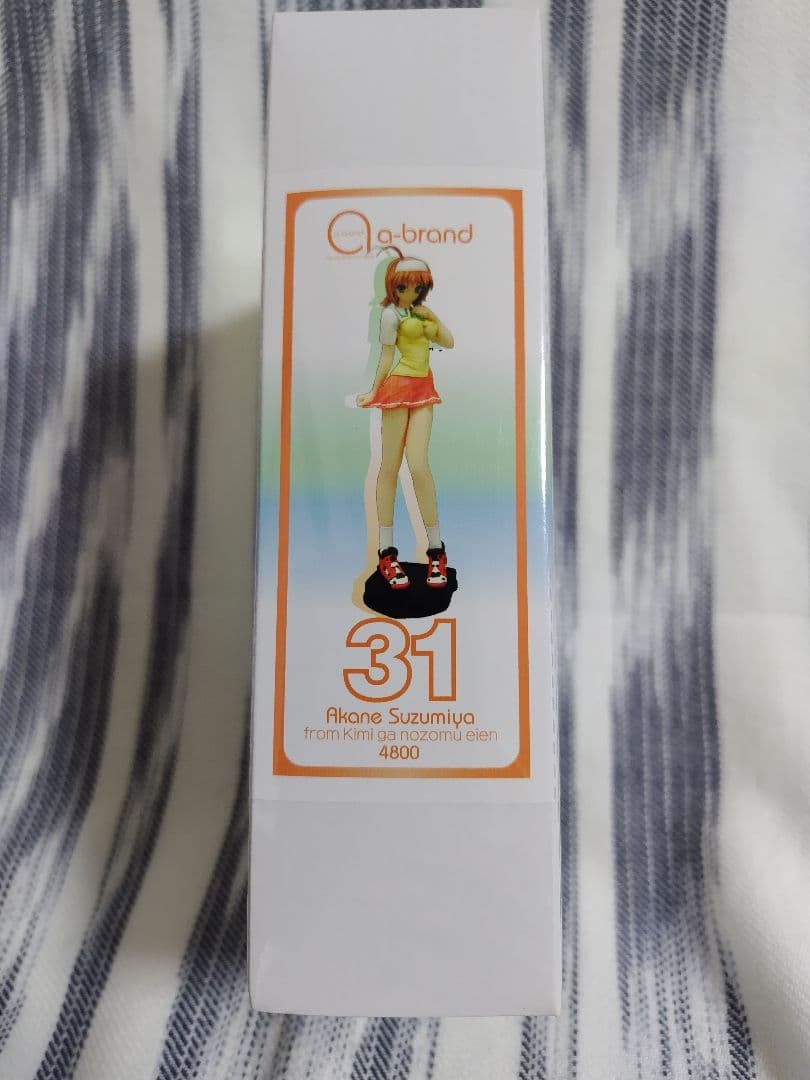 a-brand
31
Akane Suzumiya
from Kimi ga nozomu eien
4800